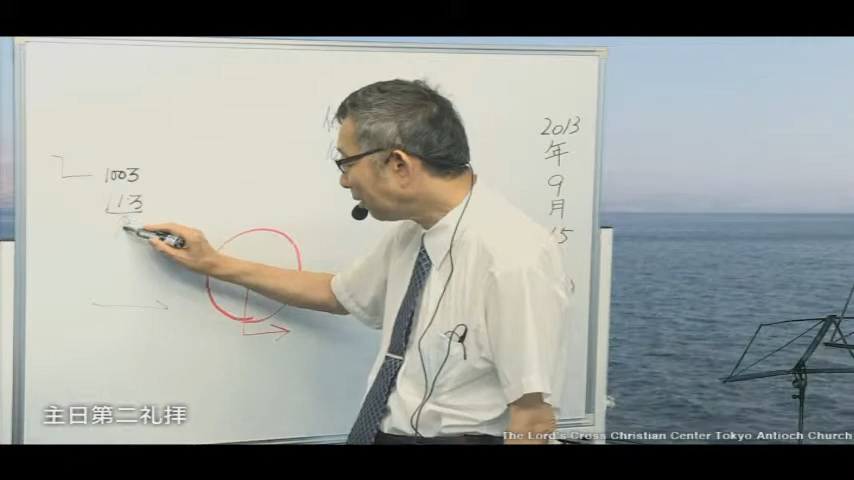 2013
年
9
月
15
1003
113
主日第二礼拝
The Lord's Cross Christian Center Tokyo Antioch Church